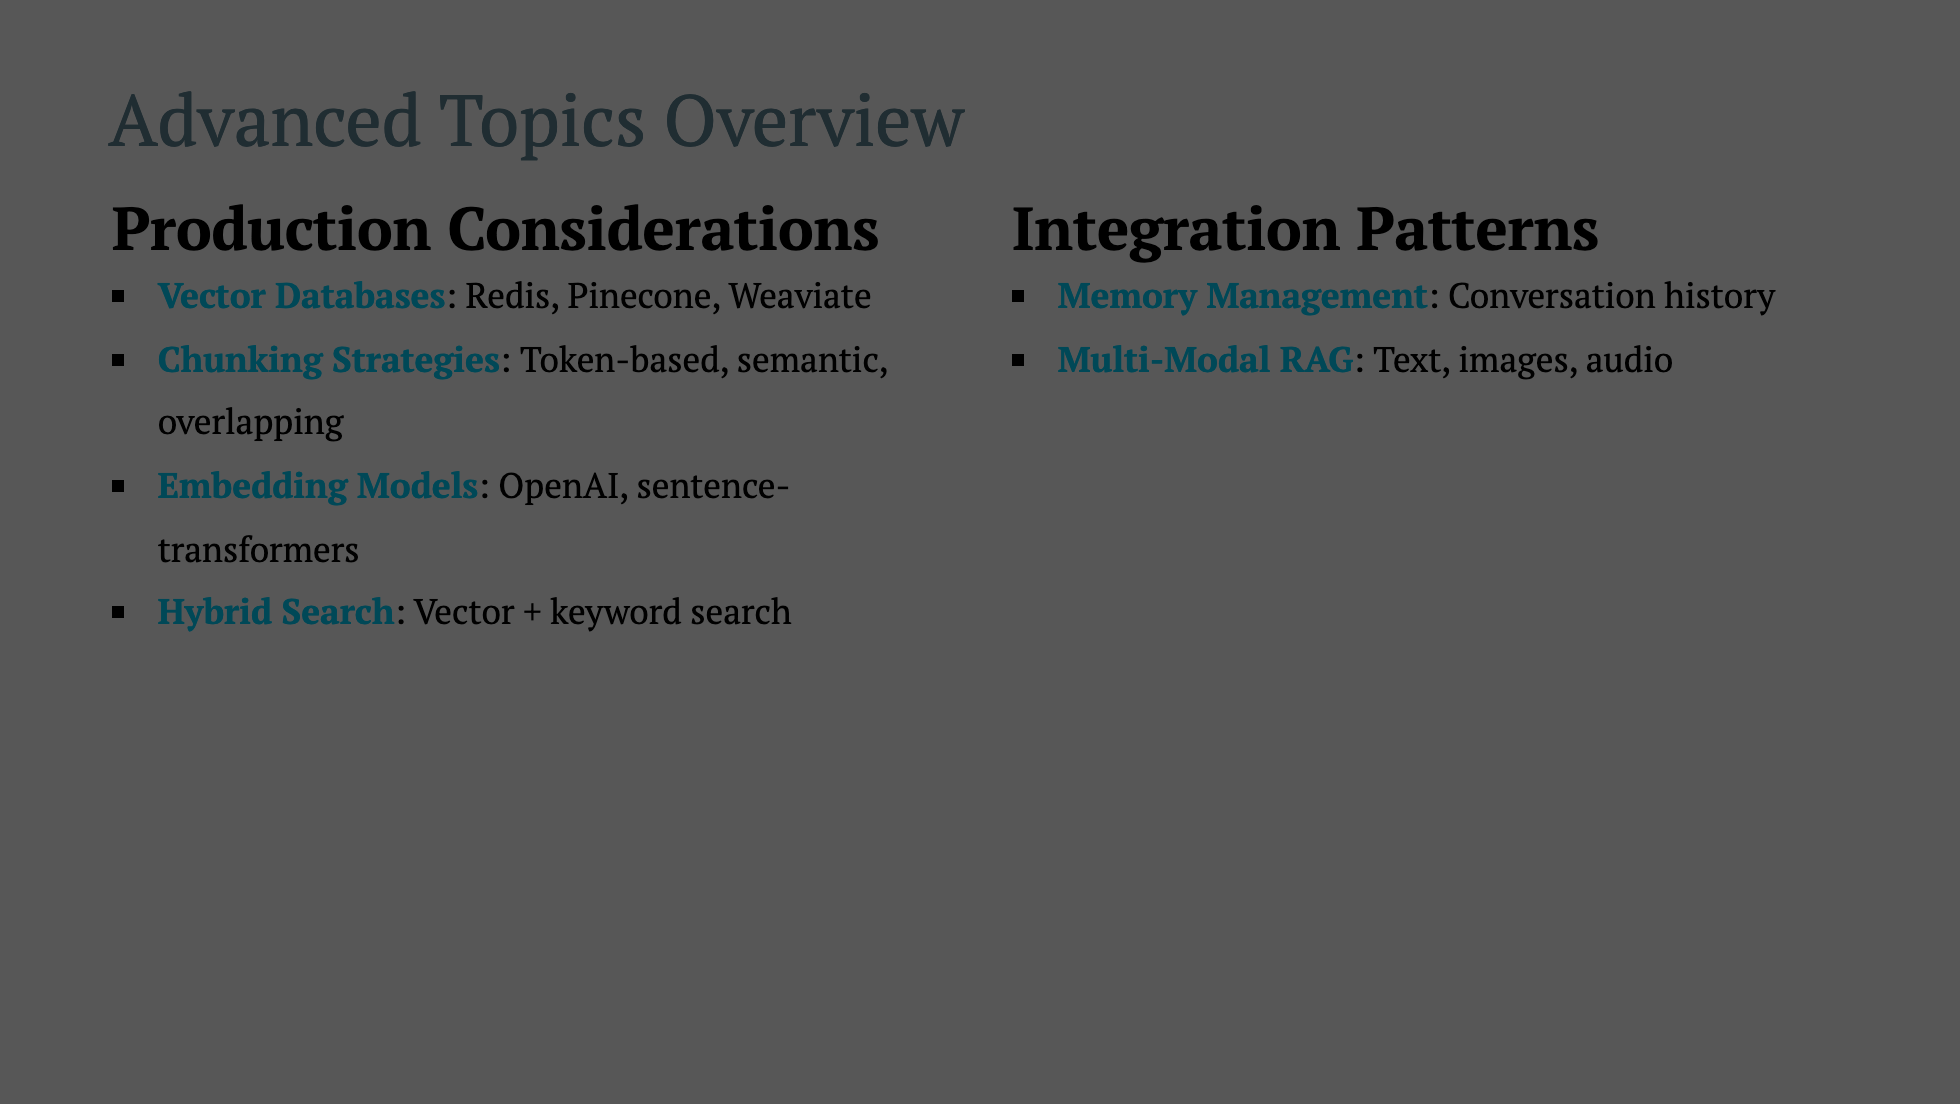 Advanced Topics Overview
Production Considerations
Vector Databases: Redis, Pinecone, Weaviate
Chunking Strategies: Token-based, semantic,
overlapping
Embedding Models: OpenAI, sentence-
transformers
Hybrid Search: Vector + keyword search
Integration Patterns
Memory Management: Conversation history
Multi-Modal RAG: Text, images, audio